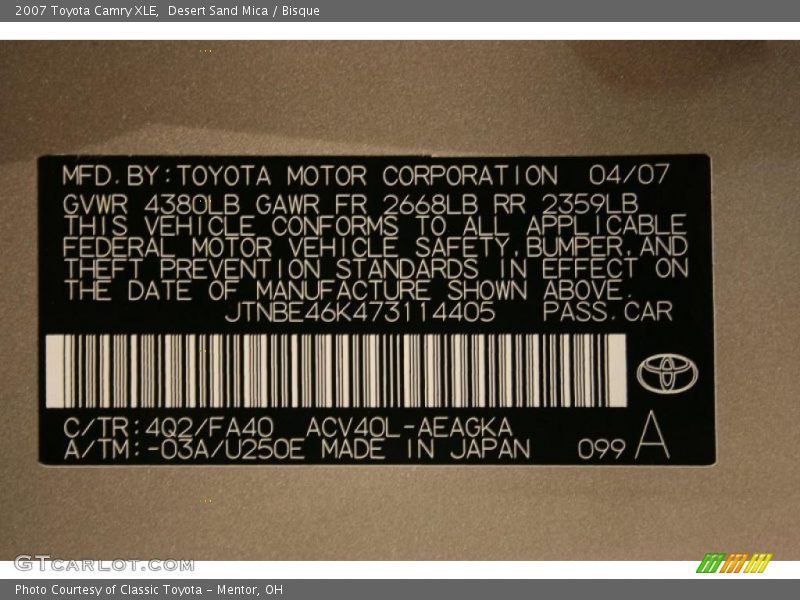 2007 Toyota Camry XLE,  Desert Sand Mica / Bisque
MFD.BY:TOYOTA MOTOR CORPORATION 04/07
GVWR 4380LB GAWR FR 2668LB RR 2359LB
THIS VEHICLE CONFORMS TO ALL APPLICABLE
FEDERAL MOTOR VEHICLE SAFETY,BUMPER,AND
THEFT PREVENTION STANDARDS IN EFFECT ON
THE DATE OF MANUFACTURE SHOWN ABOVE.
JTNBE46K473114405 PASS.CAR
C/TR:4Q2/FA40 ACV40L-AEAGKA
A/TM:-03A/U250E MADE IN JAPAN 099 A
GTCARLOT.COM
Photo Courtesy of Classic Toyota - Mentor, OH